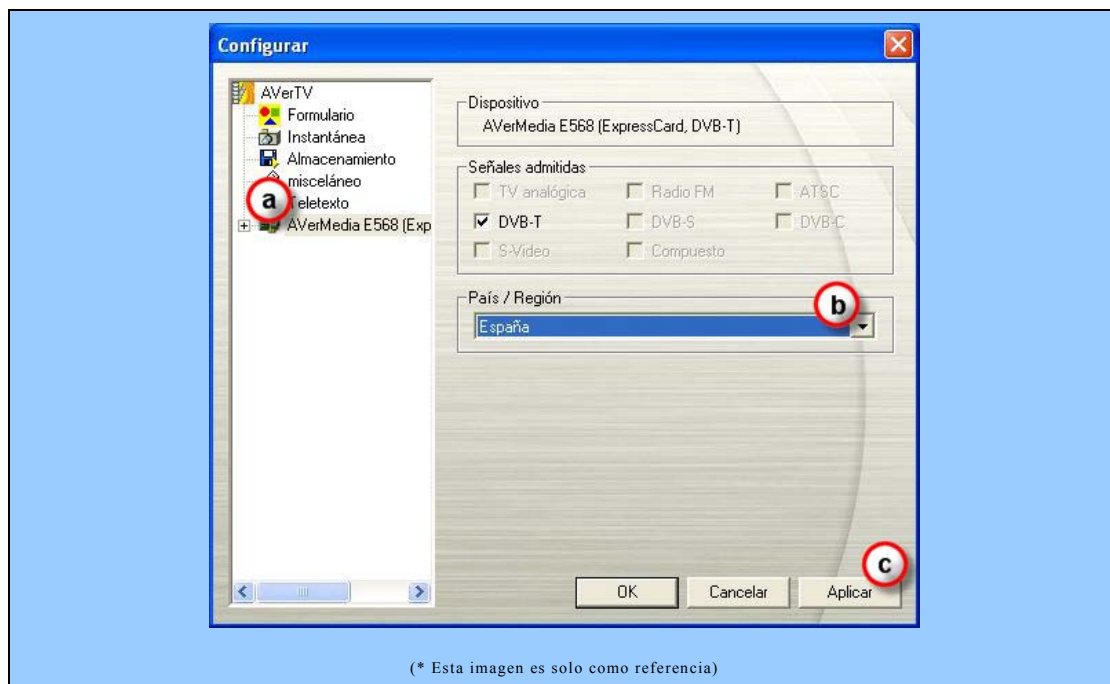 Configurar
AVerTV
Formulario
Instantánea
Almacenamiento
misceláneo
a
eletexto
AVerMedia E568 (Exp
Dispositivo
AVerMedia E568 (ExpressCard, DVB-T)
Señales admitidas
TV analógica Radio FM ATSC
DVB-T DVB-S DVB-C
S-Video Compuesto
País / Región
b
España
c
OK Cancelar Aplicar
(* Esta imagen es solo como referencia)